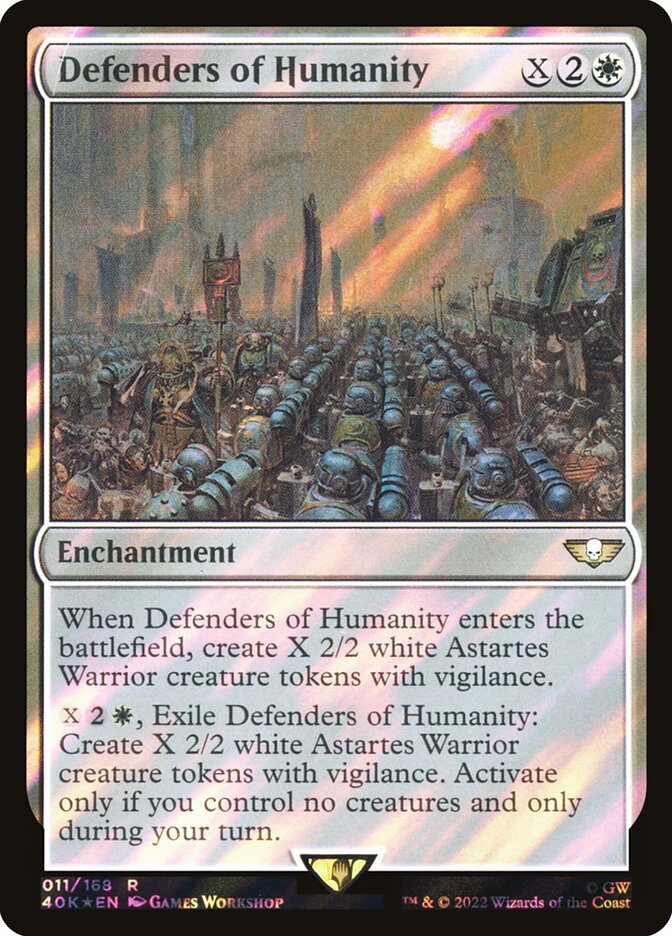 Defenders of Humanity X 2
Enchantment
When Defenders of Humanity enters the
battlefield, create X 2/2 white Astartes
Warrior creature tokens with vigilance.
X 2 , Exile Defenders of Humanity:
Create X 2/2 white Astartes Warrior
creature tokens with vigilance. Activate
only if you control no creatures and only
during your turn.
011/168 R © GW
40K★EN Games Workshop ™ & © 2022 Wizards of the Coast